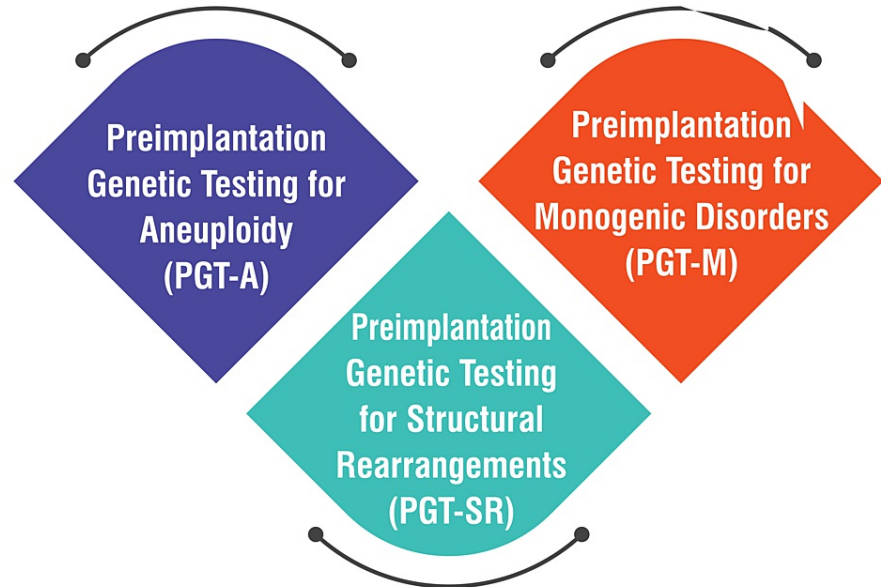 Preimplantation
Genetic Testing for
Aneuploidy
(PGT-A)
Preimplantation
Genetic Testing for
Monogenic Disorders
(PGT-M)
Preimplantation
Genetic Testing
for Structural
Rearrangements
(PGT-SR)